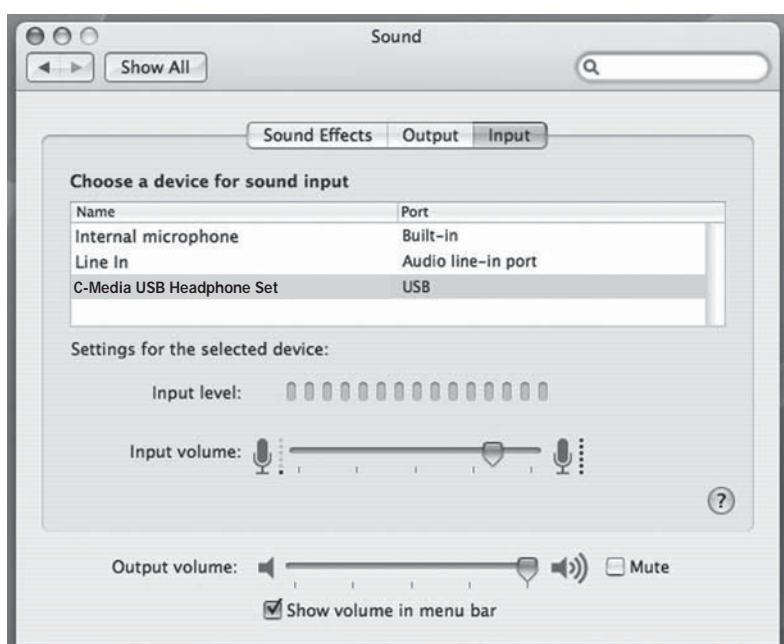 Sound
Show All
Sound Effects Output Input
Choose a device for sound input
Name Port
Internal microphone Built-in
Line In Audio line-in port
C-Media USB Headphone Set USB
Settings for the selected device:
Input level:
Input volume:
?
Output volume: Mute
Show volume in menu bar